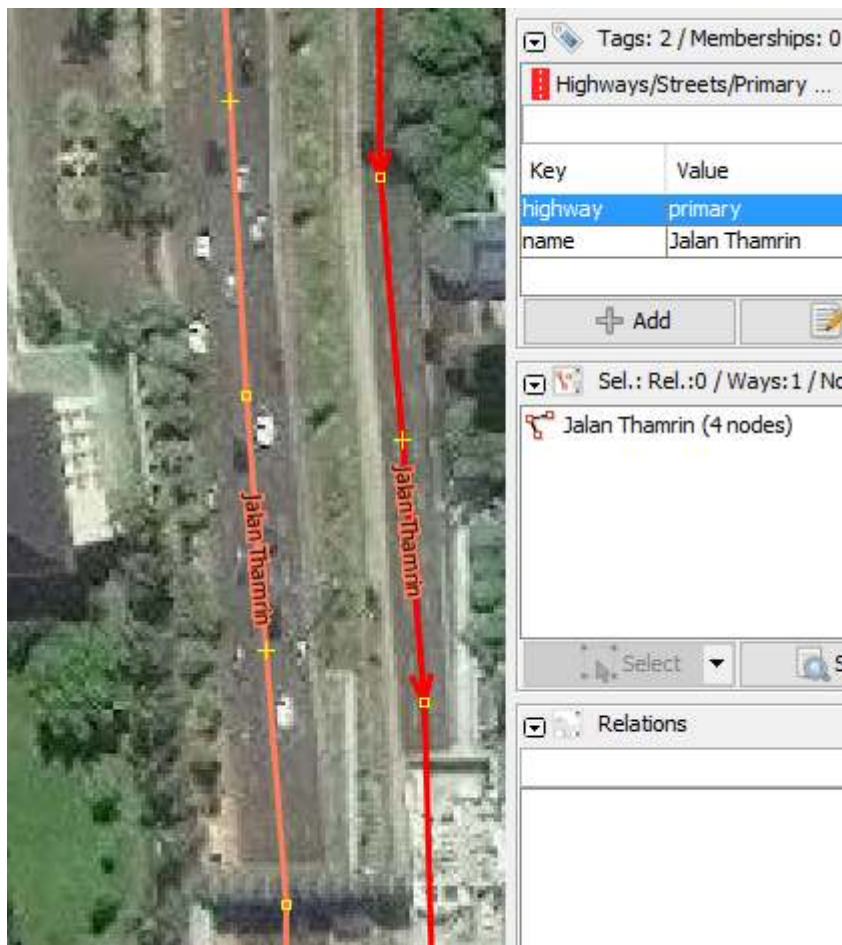 Tags: 2 / Memberships: 0
Highways/Streets/Primary ...
Key Value
highway primary
name Jalan Thamrin
Add
Sel.: Rel.:0 / Ways:1 / No
Jalan Thamrin (4 nodes)
Select S
Relations
Jalan Thamrin
Jalan Thamrin